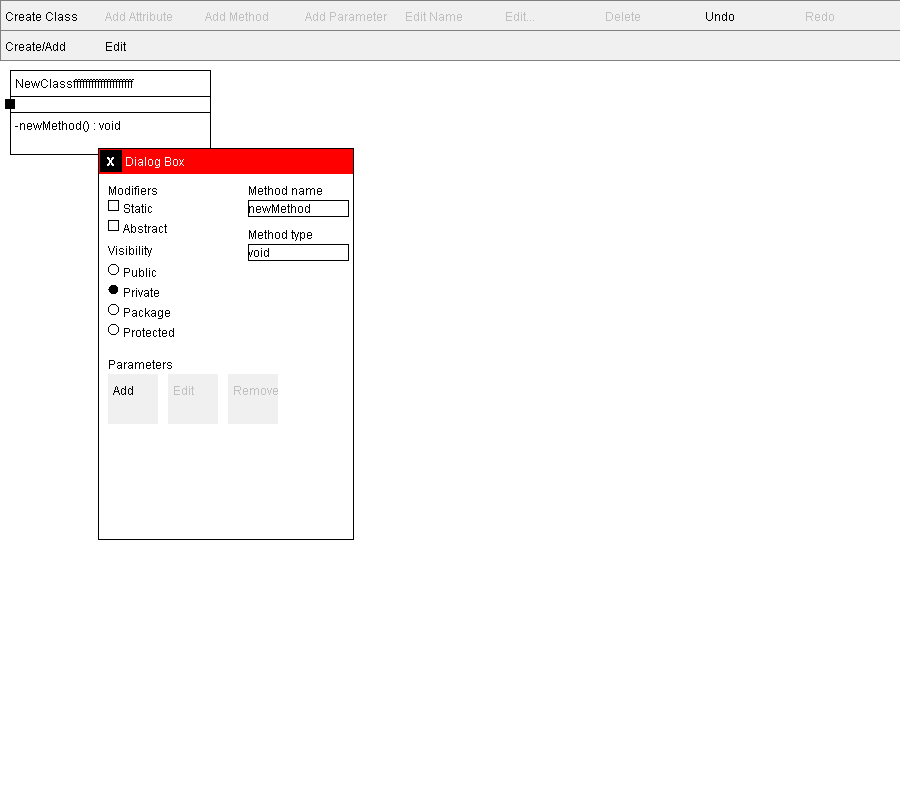 Create Class Add Attribute Add Method Add Parameter Edit Name Edit... Delete Undo Redo
Create/Add Edit
-newMethod() : void
X Dialog Box
Modifiers
Static
Abstract
Visibility
Public
Private
Package
Protected
Method name
newMethod
Method type
void
Parameters
Add Edit Remove